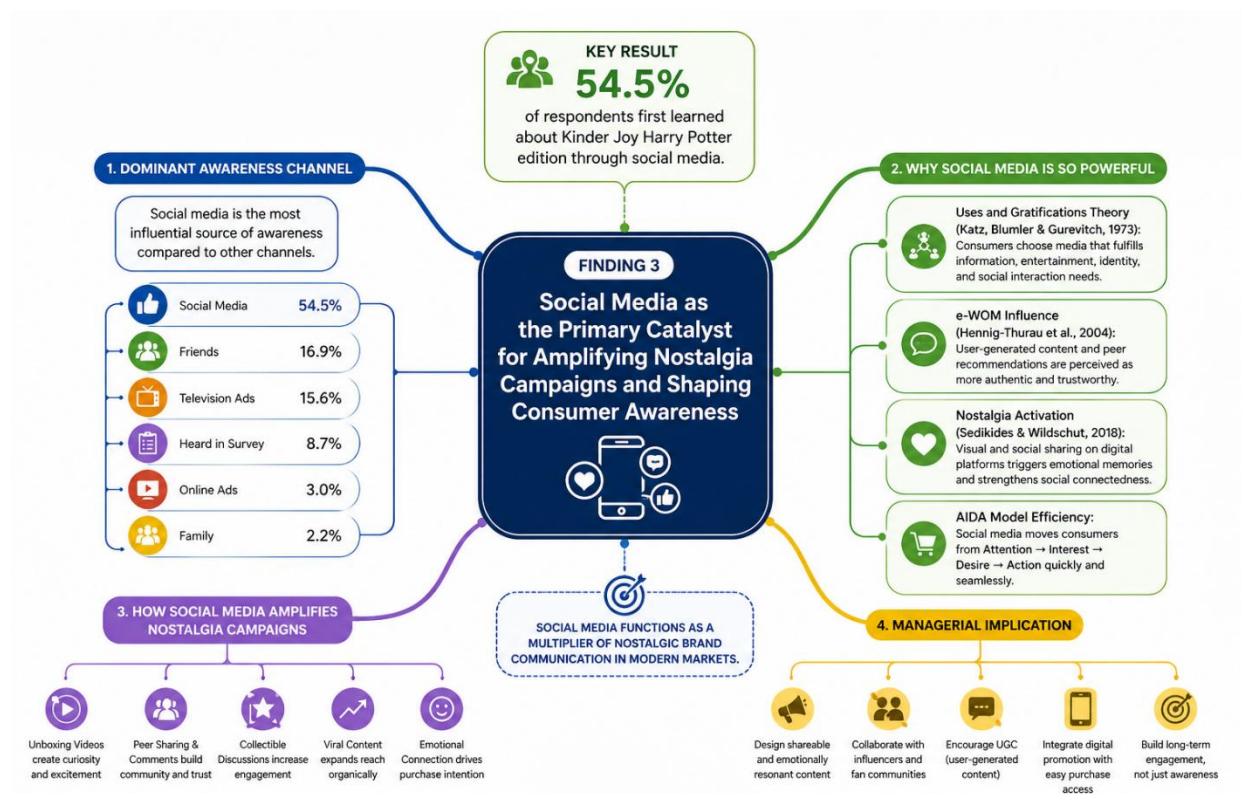 KEY RESULT
54.5%
of respondents first learned
about Kinder Joy Harry Potter
edition through social media.
1. DOMINANT AWARENESS CHANNEL
Social media is the most
influential source of awareness
compared to other channels.
Social Media 54.5%
Friends 16.9%
Television Ads 15.6%
Heard in Survey 8.7%
Online Ads 3.0%
Family 2.2%
FINDING 3
Social Media as
the Primary Catalyst
for Amplifying Nostalgia
Campaigns and Shaping
Consumer Awareness
2. WHY SOCIAL MEDIA IS SO POWERFUL
Uses and Gratifications Theory
(Katz, Blumler & Gurevitch, 1973):
Consumers choose media that fulfills
information, entertainment, identity,
and social interaction needs.
e-WOM Influence
(Hennig-Thurau et al., 2004):
User-generated content and peer
recommendations are perceived as
more authentic and trustworthy.
Nostalgia Activation
(Sedikides & Wildschut, 2018):
Visual and social sharing on digital
platforms triggers emotional memories
and strengthens social connectedness.
AIDA Model Efficiency:
Social media moves consumers
from Attention → Interest →
Desire → Action quickly and
seamlessly.
SOCIAL MEDIA FUNCTIONS AS A
MULTIPLIER OF NOSTALGIC BRAND
COMMUNICATION IN MODERN MARKETS.
3. HOW SOCIAL MEDIA AMPLIFIES
NOSTALGIA CAMPAIGNS
Unboxing Videos
create curiosity
and excitement
Peer Sharing &
Comments build
community and trust
Collectible
Discussions increase
engagement
Viral Content
expands reach
organically
Emotional
Connection drives
purchase intention
4. MANAGERIAL IMPLICATION
Design shareable
and emotionally
resonant content
Collaborate with
influencers and
fan communities
Encourage UGC
(user-generated
content)
Integrate digital
promotion with
easy purchase
access
Build long-term
engagement,
not just awareness